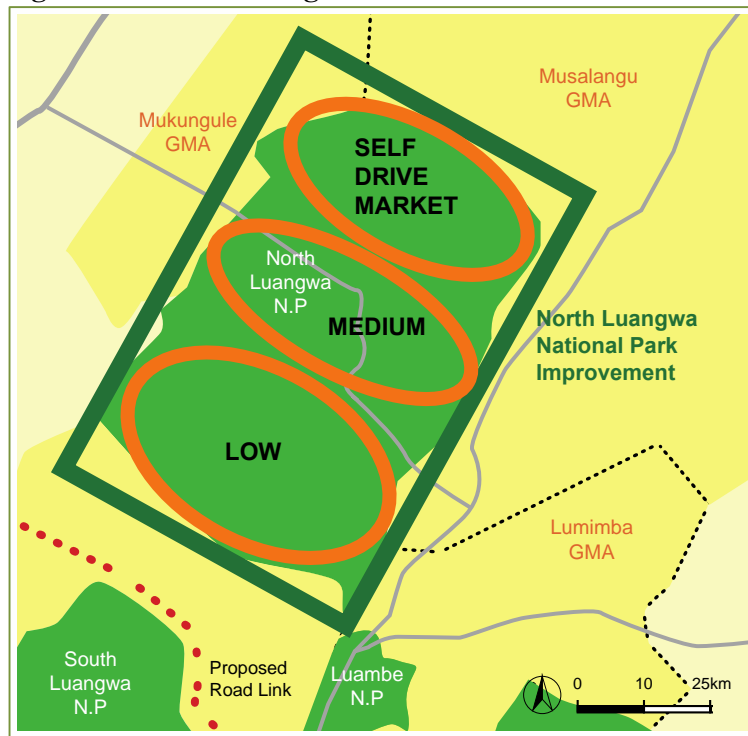 Musalangu
GMA
Mukungule
GMA
SELF
DRIVE
MARKET
North
Luangwa
N.P
MEDIUM
North Luangwa
National Park
Improvement
LOW
Lumimba
GMA
South
Luangwa
N.P
Proposed
Road Link
Luambe
N.P
0 10 25km